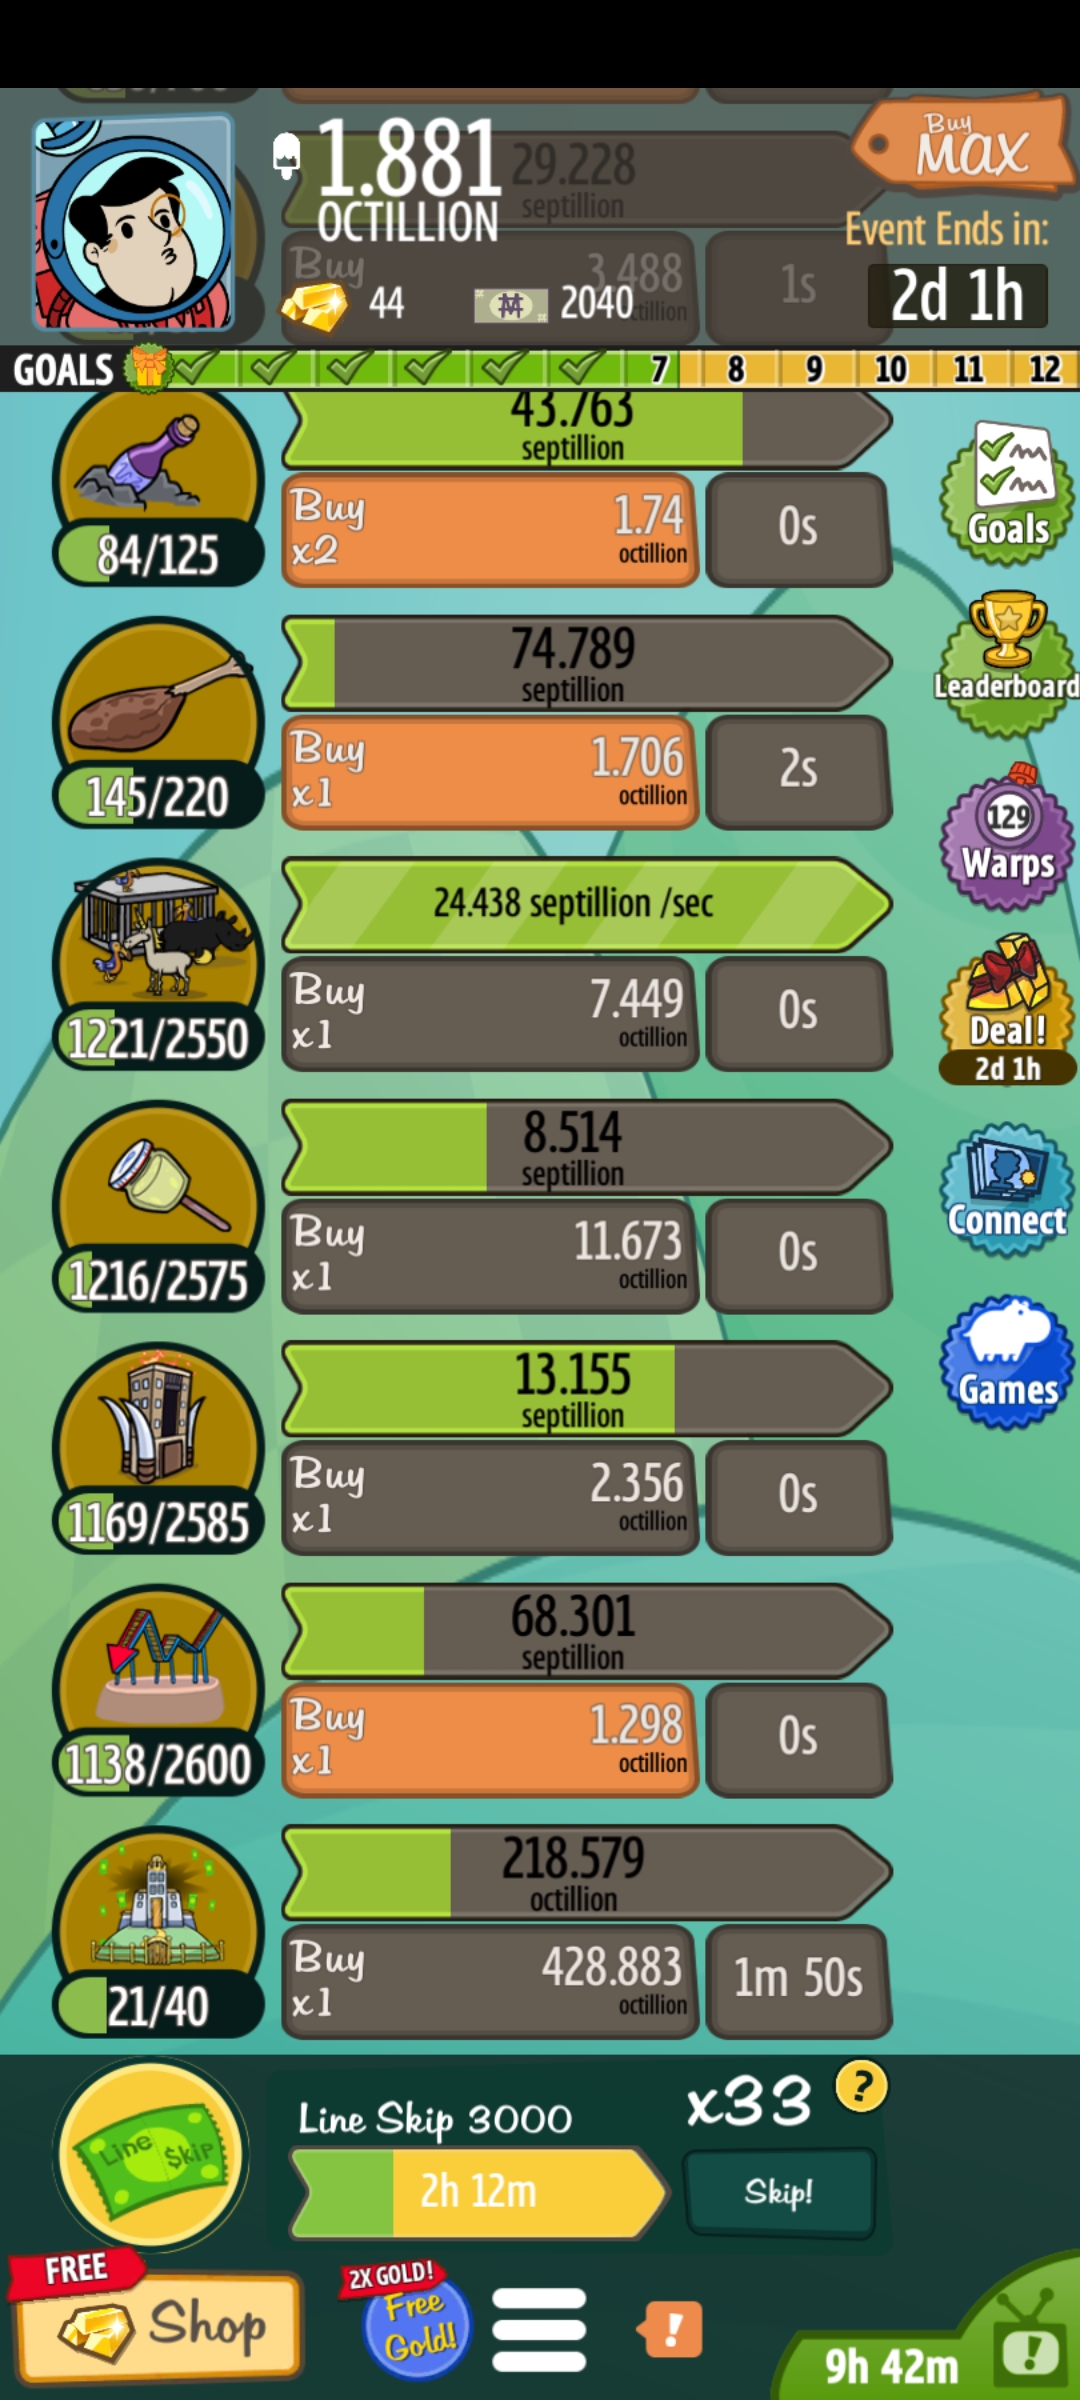 1.881
OCTILLION
29.228
septillion
Buy
MAX
Event Ends in:
2d 1h
Buy
3.488
1s
44
2040
GOALS 7 8 9 10 11 12
43.763
septillion
Buy
x2
1.74
octillion
0s
84/125
Goals
Leaderboard
74.789
septillion
Buy
x1
1.706
octillion
2s
145/220
129
Warps
24.438 septillion /sec
Buy
x1
7.449
octillion
0s
1221/2550
Deal!
2d 1h
8.514
septillion
Buy
x1
11.673
octillion
0s
1216/2575
Connect
13.155
septillion
Buy
x1
2.356
octillion
0s
1169/2585
Games
68.301
septillion
Buy
x1
1.298
octillion
0s
1138/2600
218.579
octillion
Buy
x1
428.883
octillion
1m 50s
21/40
Line $kip
Line Skip 3000
2h 12m
x33
?
Skip!
FREE
Shop
2X GOLD!
Free
Gold!
!
!
9h 42m